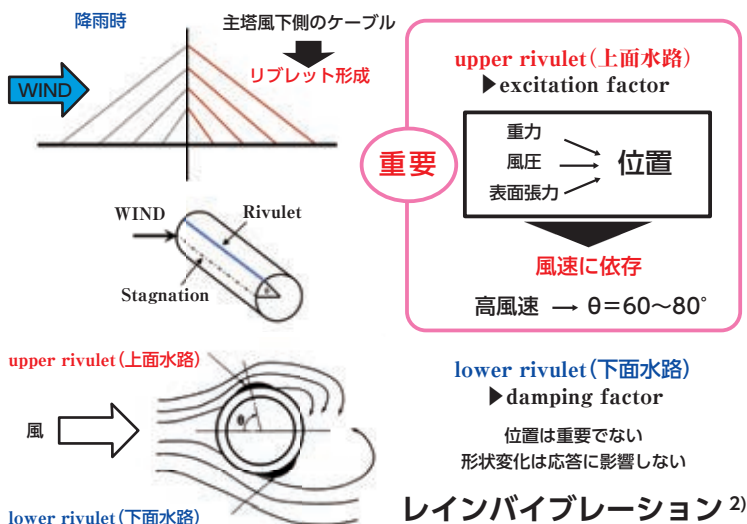 降雨時
主塔風下側のケーブル
リブレット形成
WIND
WIND
Rivulet
Stagnation
θ
upper rivulet(上面水路)
風
θ
lower rivulet(下面水路)
重要
upper rivulet(上面水路)
▶excitation factor
重力
風圧
表面張力
位置
風速に依存
高風速 → θ=60〜80°
lower rivulet(下面水路)
▶damping factor
位置は重要でない
形状変化は応答に影響しない
レインバイブレーション 2)